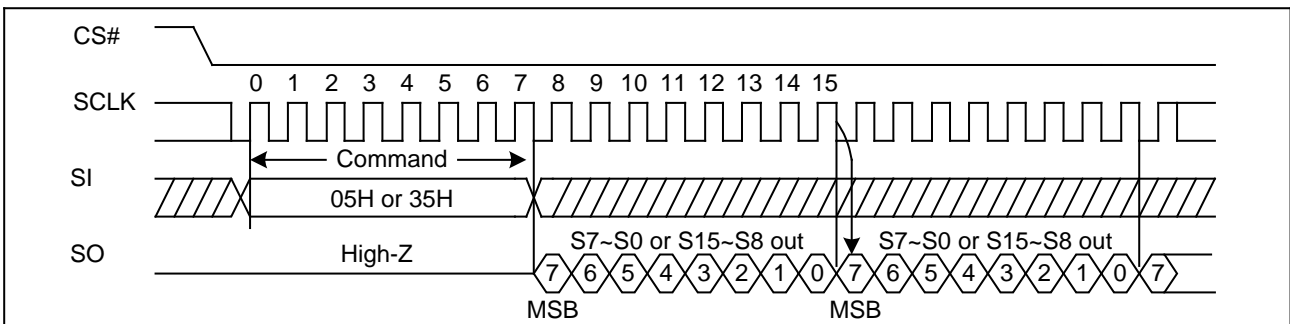 CS#
0 1 2 3 4 5 6 7 8 9 10 11 12 13 14 15
SCLK
Command
SI
05H or 35H
S7~S0 or S15~S8 out S7~S0 or S15~S8 out
SO High-Z
7 6 5 4 3 2 1 0 7 6 5 4 3 2 1 0 7
MSB MSB